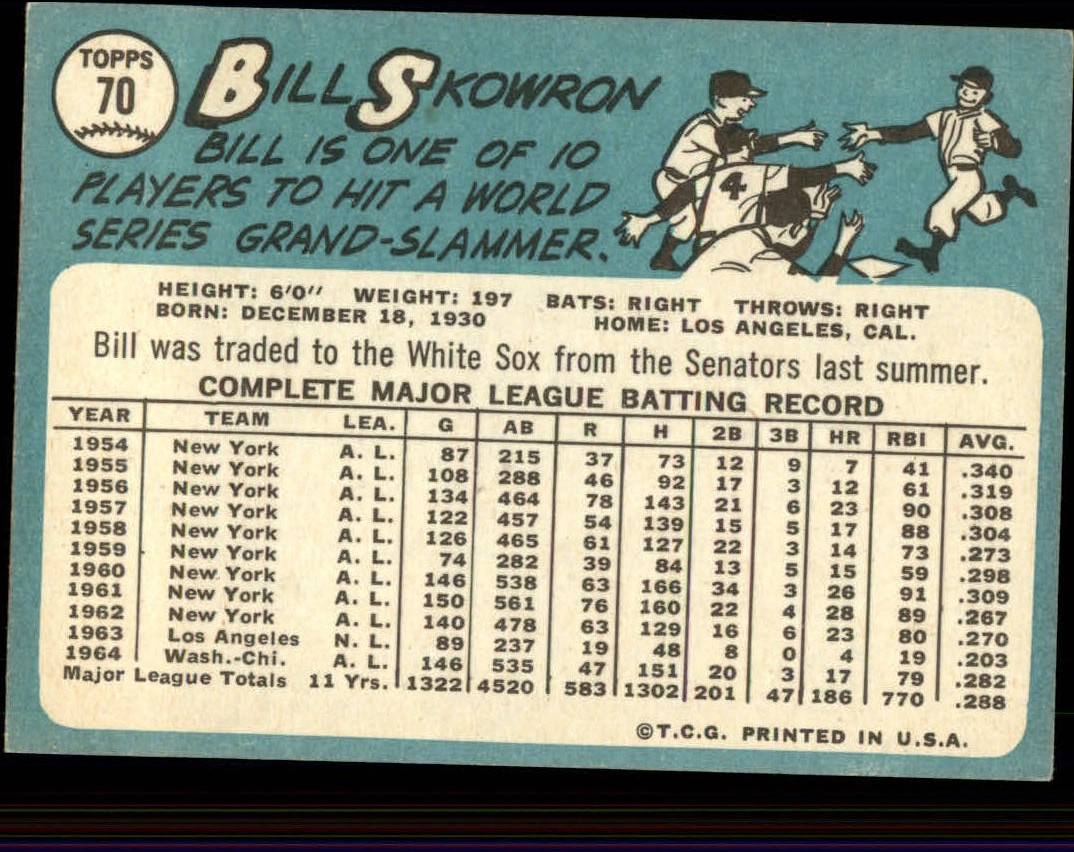 TOPPS
70
BILL SKOWRON
BILL IS ONE OF 10
PLAYERS TO HIT A WORLD
SERIES GRAND-SLAMMER.
4
HEIGHT: 6'0" WEIGHT: 197 BATS: RIGHT THROWS: RIGHT
BORN: DECEMBER 18, 1930 HOME: LOS ANGELES, CAL.
Bill was traded to the White Sox from the Senators last summer.
COMPLETE MAJOR LEAGUE BATTING RECORD
YEAR TEAM LEA. G AB R H 2B 3B HR RBI AVG.
1954 New York A. L. 87 215 37 73 12 9 7 41 .340
1955 New York A. L. 108 288 46 92 17 3 12 61 .319
1956 New York A. L. 134 464 78 143 21 6 23 90 .308
1957 New York A. L. 122 457 54 139 15 5 17 88 .304
1958 New York A. L. 126 465 61 127 22 3 14 73 .273
1959 New York A. L. 74 282 39 84 13 5 15 59 .298
1960 New York A. L. 146 538 63 166 34 3 26 91 .309
1961 New York A. L. 150 561 76 160 22 4 28 89 .267
1962 New York A. L. 140 478 63 129 16 6 23 80 .270
1963 Los Angeles N. L. 89 237 19 48 8 0 4 19 .203
1964 Wash.-Chi. A. L. 146 535 47 151 20 3 17 79 .282
Major League Totals 11 Yrs. 1322 4520 583 1302 201 47 186 770 .288
©T.C.G. PRINTED IN U.S.A.